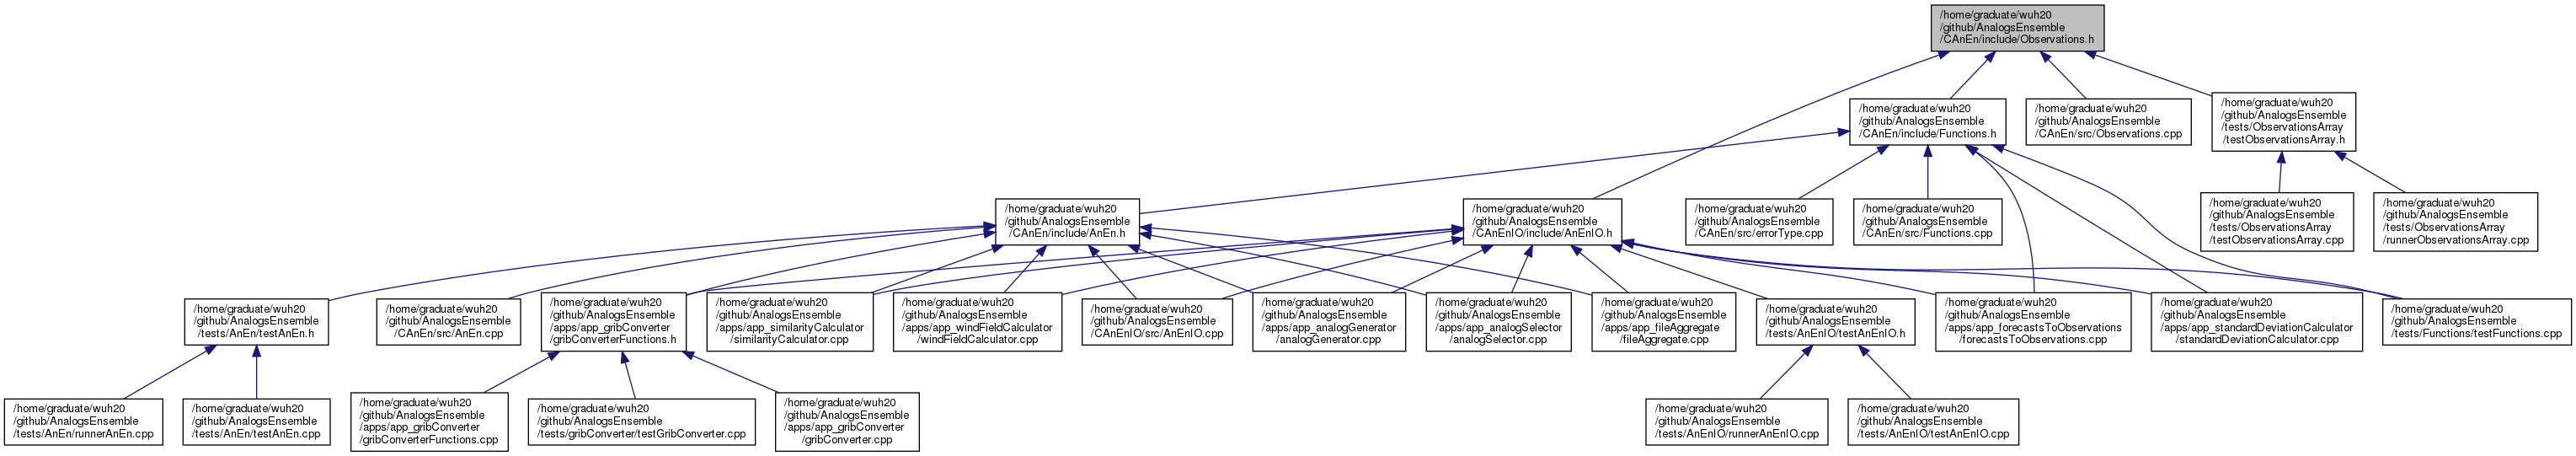 /home/graduate/wuh20
/github/AnalogsEnsemble
/CAnEn/include/Observations.h
/home/graduate/wuh20
/github/AnalogsEnsemble
/CAnEn/include/Functions.h
/home/graduate/wuh20
/github/AnalogsEnsemble
/CAnEn/src/Observations.cpp
/home/graduate/wuh20
/github/AnalogsEnsemble
/tests/ObservationsArray
/testObservationsArray.h
/home/graduate/wuh20
/github/AnalogsEnsemble
/CAnEn/include/AnEn.h
/home/graduate/wuh20
/github/AnalogsEnsemble
/CAnEnIO/include/AnEnIO.h
/home/graduate/wuh20
/github/AnalogsEnsemble
/CAnEn/src/errorType.cpp
/home/graduate/wuh20
/github/AnalogsEnsemble
/CAnEn/src/Functions.cpp
/home/graduate/wuh20
/github/AnalogsEnsemble
/tests/ObservationsArray
/testObservationsArray.cpp
/home/graduate/wuh20
/github/AnalogsEnsemble
/tests/ObservationsArray
/runnerObservationsArray.cpp
/home/graduate/wuh20
/github/AnalogsEnsemble
/tests/AnEn/testAnEn.h
/home/graduate/wuh20
/github/AnalogsEnsemble
/CAnEn/src/AnEn.cpp
/home/graduate/wuh20
/github/AnalogsEnsemble
/apps/app_gribConverter
/gribConverterFunctions.h
/home/graduate/wuh20
/github/AnalogsEnsemble
/apps/app_similarityCalculator
/similarityCalculator.cpp
/home/graduate/wuh20
/github/AnalogsEnsemble
/apps/app_windFieldCalculator
/windFieldCalculator.cpp
/home/graduate/wuh20
/github/AnalogsEnsemble
/CAnEnIO/src/AnEnIO.cpp
/home/graduate/wuh20
/github/AnalogsEnsemble
/apps/app_analogGenerator
/analogGenerator.cpp
/home/graduate/wuh20
/github/AnalogsEnsemble
/apps/app_analogSelector
/analogSelector.cpp
/home/graduate/wuh20
/github/AnalogsEnsemble
/apps/app_fileAggregate
/fileAggregate.cpp
/home/graduate/wuh20
/github/AnalogsEnsemble
/tests/AnEnIO/testAnEnIO.h
/home/graduate/wuh20
/github/AnalogsEnsemble
/apps/app_forecastsToObservations
/forecastsToObservations.cpp
/home/graduate/wuh20
/github/AnalogsEnsemble
/apps/app_standardDeviationCalculator
/standardDeviationCalculator.cpp
/home/graduate/wuh20
/github/AnalogsEnsemble
/tests/Functions/testFunctions.cpp
/home/graduate/wuh20
/github/AnalogsEnsemble
/tests/AnEn/runnerAnEn.cpp
/home/graduate/wuh20
/github/AnalogsEnsemble
/tests/AnEn/testAnEn.cpp
/home/graduate/wuh20
/github/AnalogsEnsemble
/apps/app_gribConverter
/gribConverterFunctions.cpp
/home/graduate/wuh20
/github/AnalogsEnsemble
/tests/gribConverter/testGribConverter.cpp
/home/graduate/wuh20
/github/AnalogsEnsemble
/apps/app_gribConverter
/gribConverter.cpp
/home/graduate/wuh20
/github/AnalogsEnsemble
/tests/AnEnIO/runnerAnEnIO.cpp
/home/graduate/wuh20
/github/AnalogsEnsemble
/tests/AnEnIO/testAnEnIO.cpp